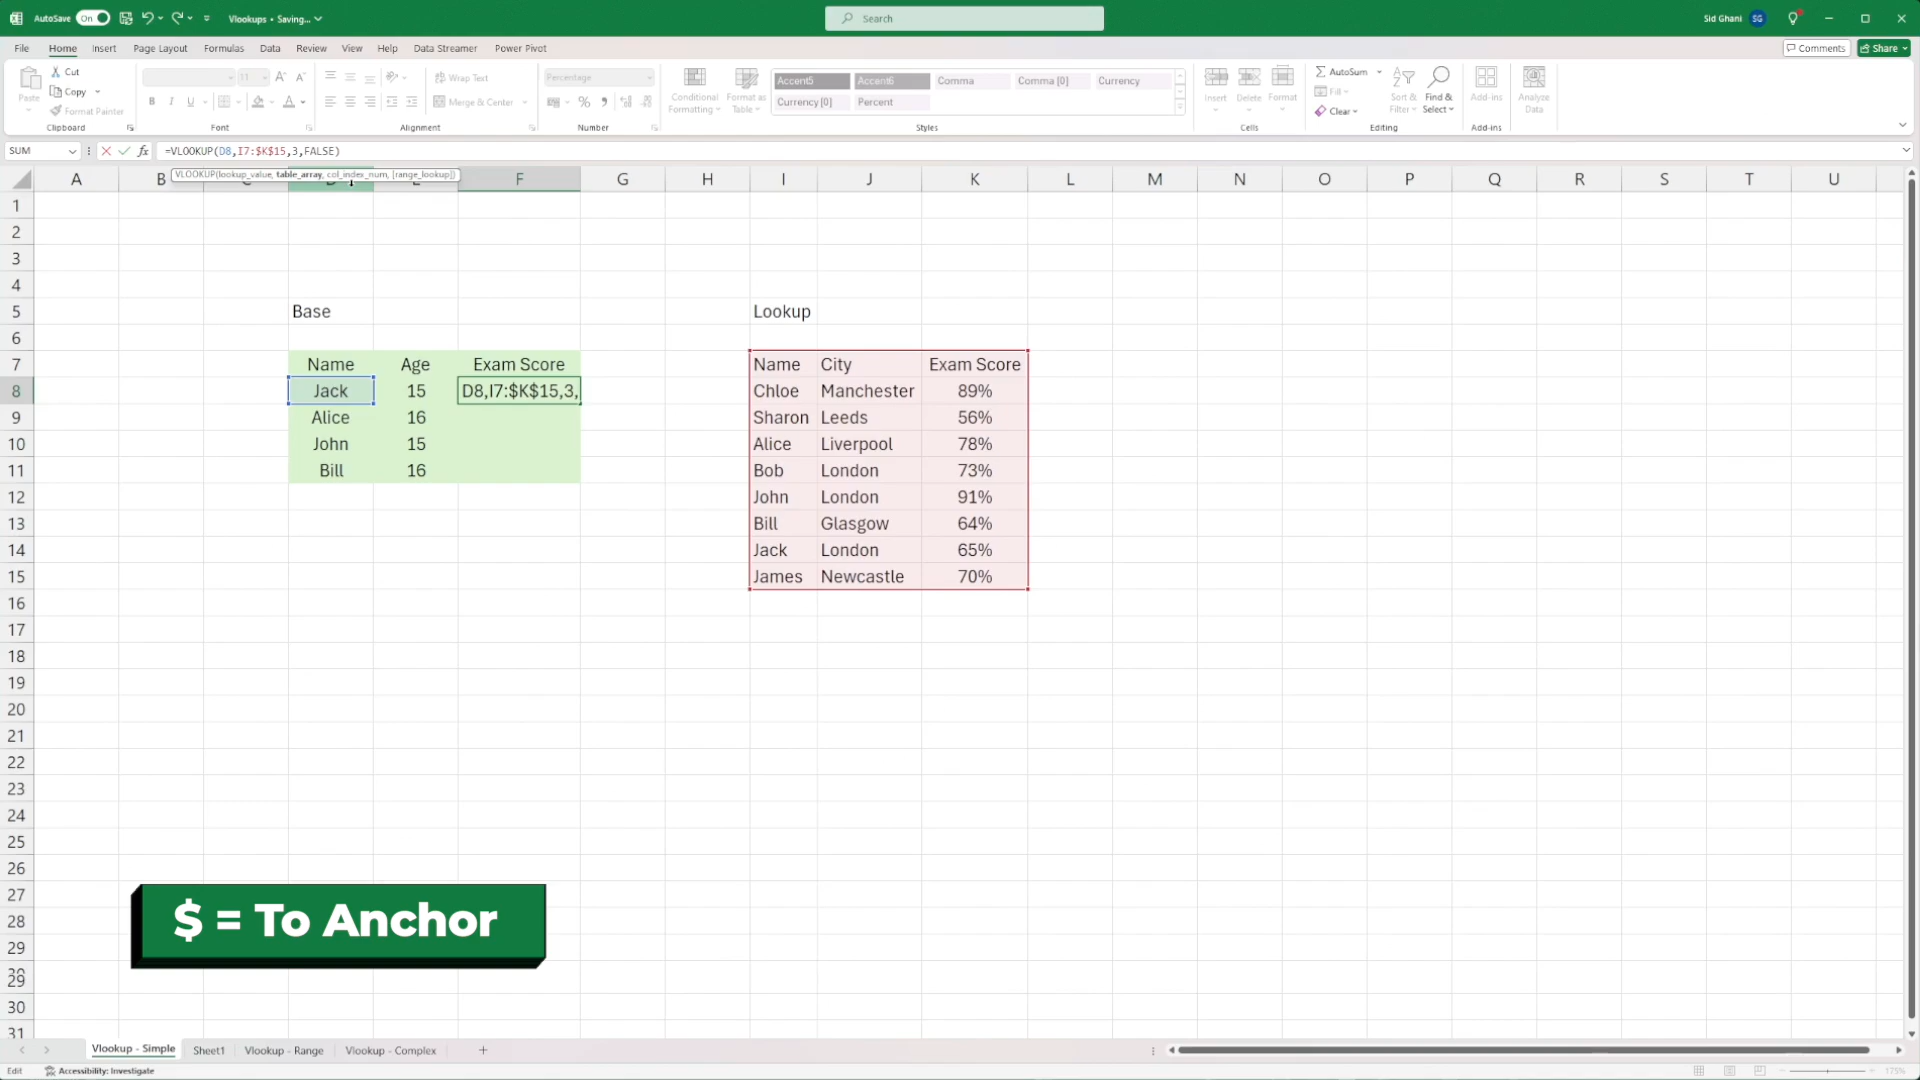 AutoSave On Vlookups • Saving... Search Sid Ghani SG
File Home Insert Page Layout Formulas Data Review View Help Data Streamer Power Pivot Comments Share
Paste Cut Copy Format Painter Clipboard
11 A A B I U A Font
Wrap Text Merge & Center Alignment
Percentage % Number
Conditional Formatting Format as Table
Accent5 Accent6 Comma Comma [0] Currency
Currency [0] Percent
Styles
Insert Delete Format Cells
AutoSum Fill Clear Sort & Filter Find & Select Editing
Add-ins Add-ins
Analyze Data
SUM fx =VLOOKUP(D8,I7:$K$15,3,FALSE)
VLOOKUP(lookup_value, table_array, col_index_num, [range_lookup])
A B F G H I J K L M N O P Q R S T U
1
2
3
4
5 Base Lookup
6
7 Name Age Exam Score Name City Exam Score
8 Jack 15 D8,I7:$K$15,3, Chloe Manchester 89%
9 Alice 16 Sharon Leeds 56%
10 John 15 Alice Liverpool 78%
11 Bill 16 Bob London 73%
12 John London 91%
13 Bill Glasgow 64%
14 Jack London 65%
15 James Newcastle 70%
16
17
18
19
20
21
22
23
24
25
26
27
28
29
29
30
31
$ = To Anchor
Vlookup - Simple Sheet1 Vlookup - Range Vlookup - Complex
Edit Accessibility: Investigate 175%